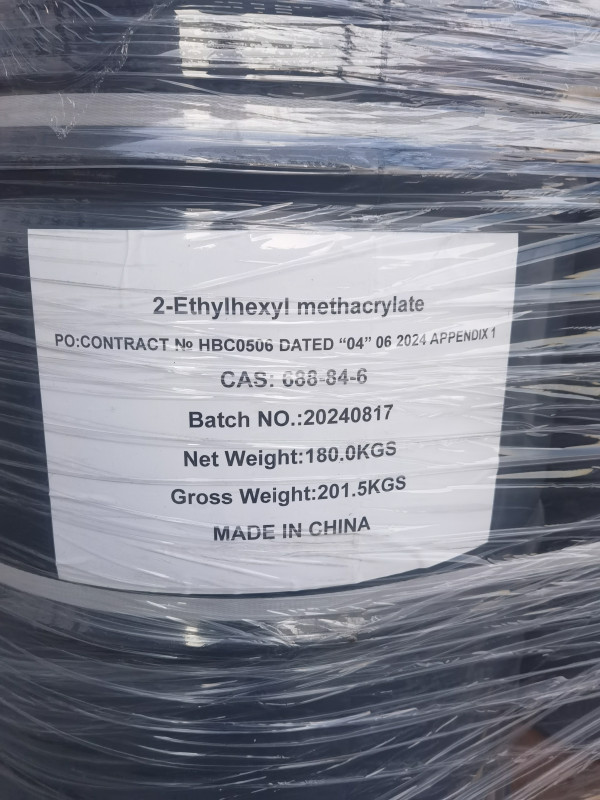 2-Ethylhexyl methacrylate
PO:CONTRACT № HBC0506 DATED “04” 06 2024 APPENDIX 1
CAS: 688-84-6
Batch NO.:20240817
Net Weight:180.0KGS
Gross Weight:201.5KGS
MADE IN CHINA